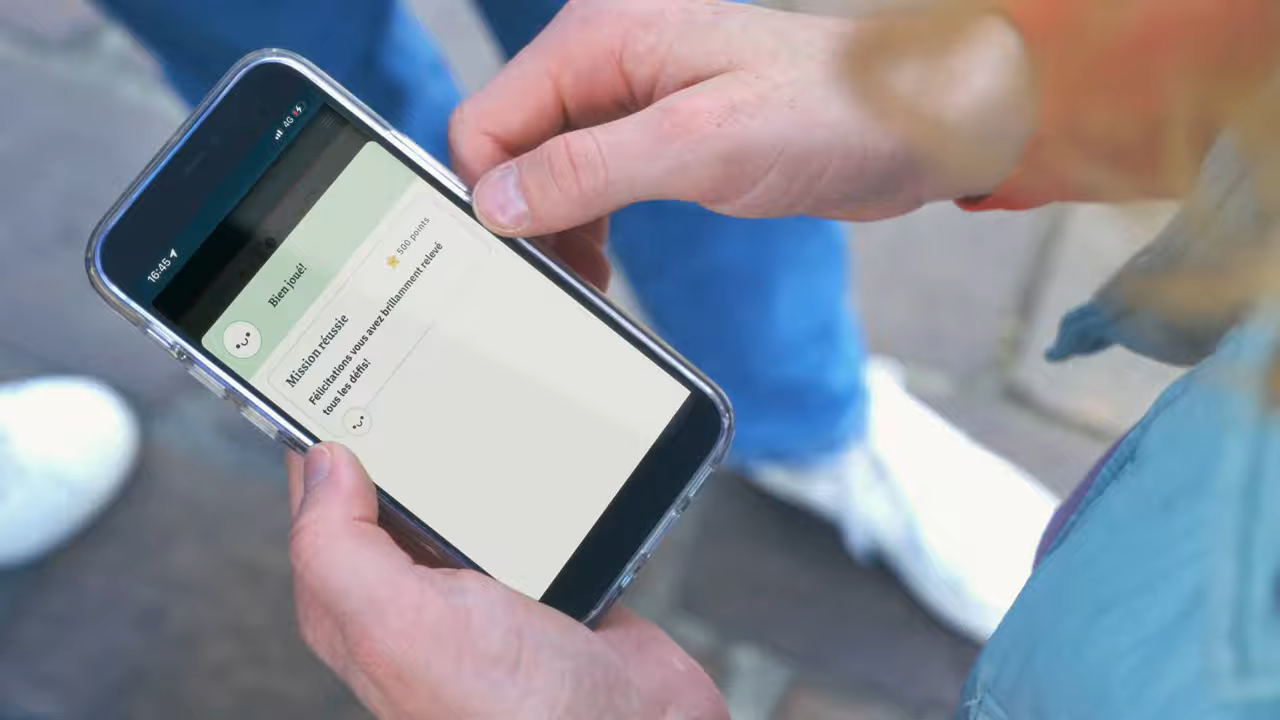 16:45
4G
Bien joué!
500 points
Mission réussie
Félicitations vous avez brillamment relevé
tous les défis!